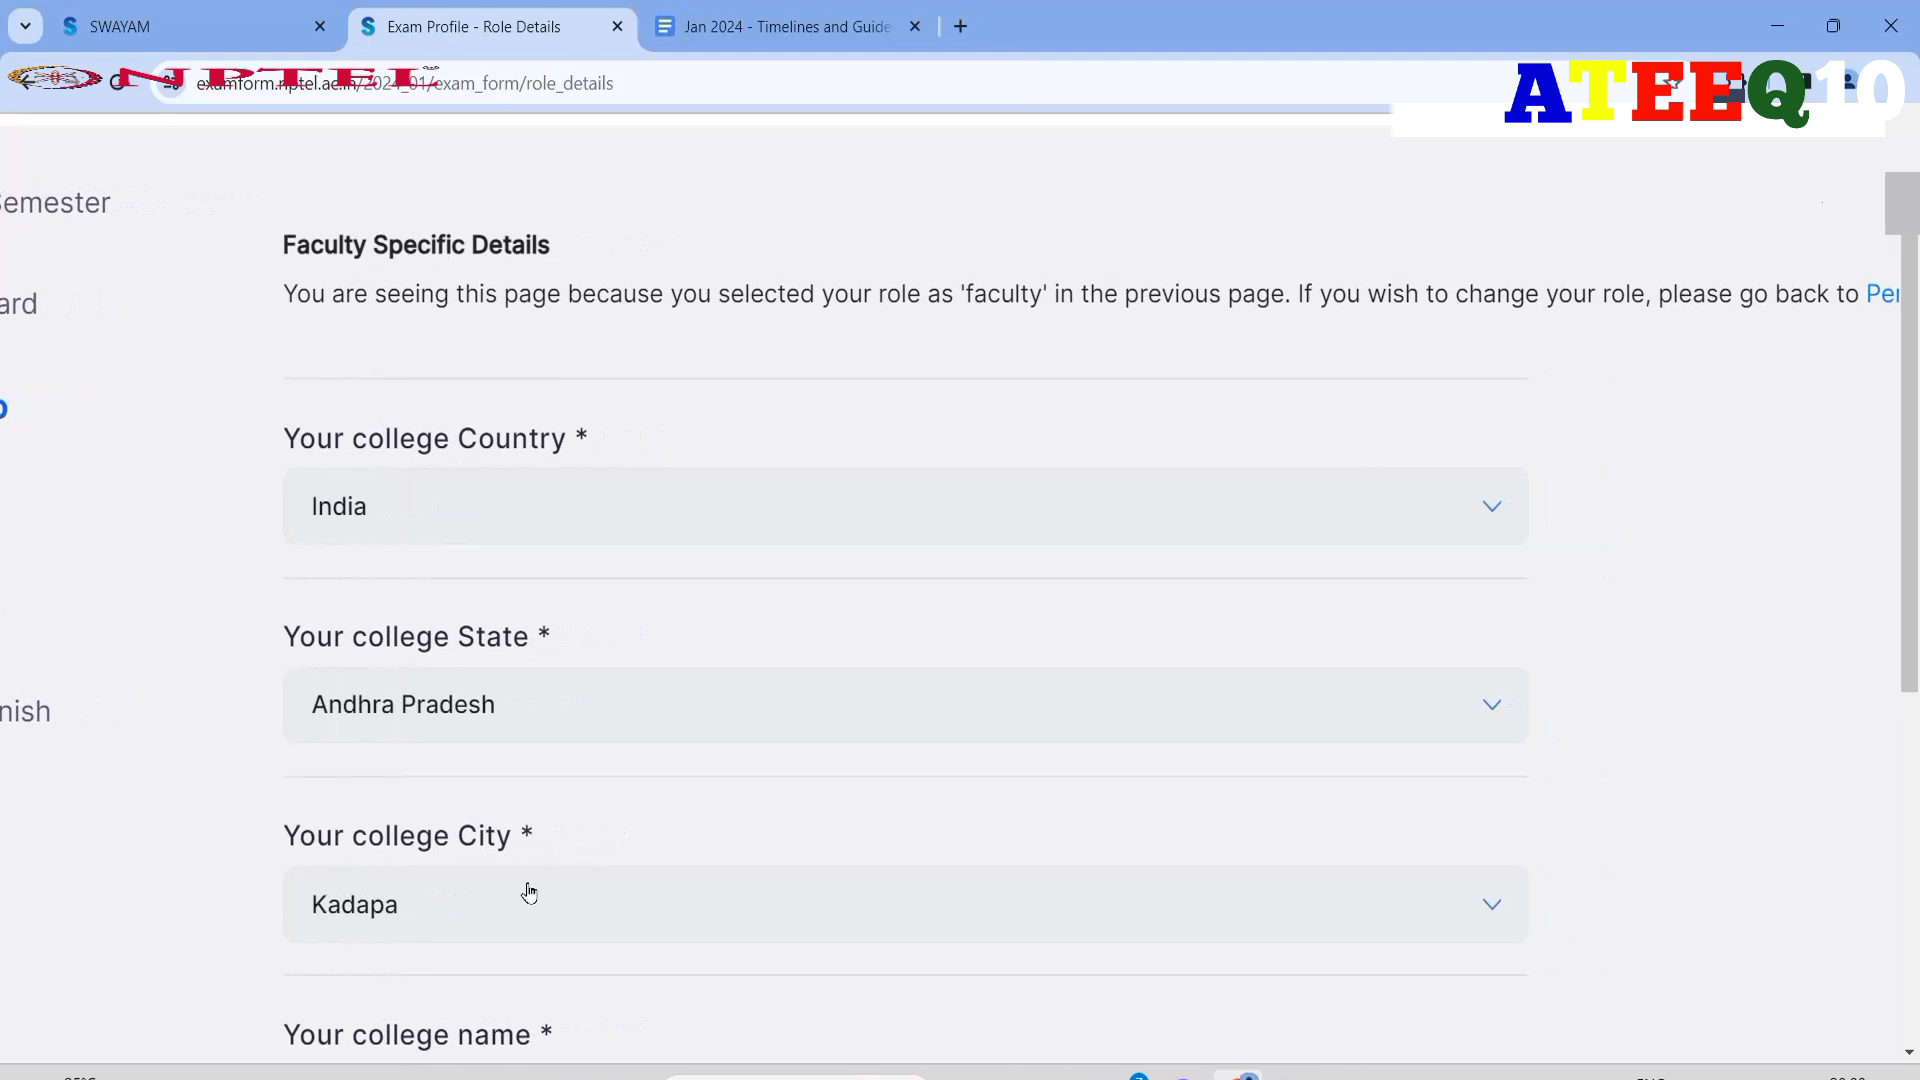 SWAYAM
Exam Profile - Role Details
Jan 2024 - Timelines and Guide
NPTEL
examform.nptel.ac.in/2024_01/exam_form/role_details
ATEEQ10
Semester
ard
nish
Faculty Specific Details
You are seeing this page because you selected your role as 'faculty' in the previous page. If you wish to change your role, please go back to Per
Your college Country *
India
Your college State *
Andhra Pradesh
Your college City *
Kadapa
Your college name *